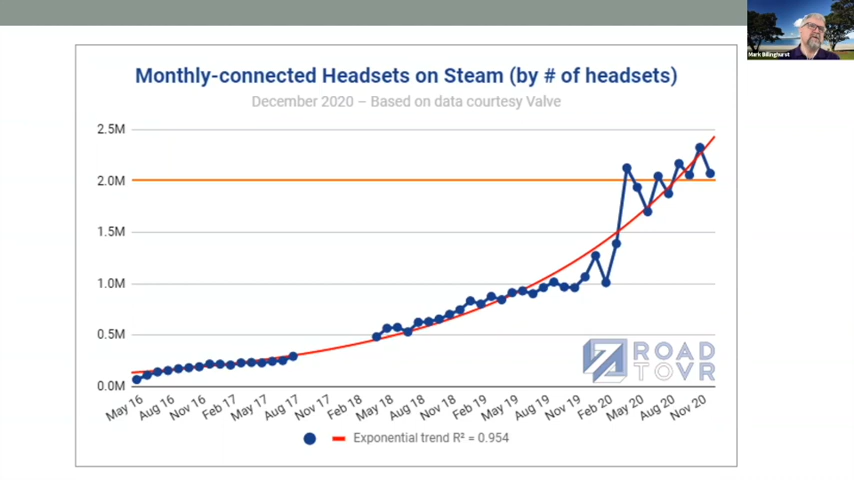 Mark Billinghurst
Monthly-connected Headsets on Steam (by # of headsets)
December 2020 – Based on data courtesy Valve
2.5M
2.0M
1.5M
1.0M
0.5M
0.0M
May 16 Aug 16 Nov 16 Feb 17 May 17 Aug 17 Nov 17 Feb 18 May 18 Aug 18 Nov 18 Feb 19 May 19 Aug 19 Nov 19 Feb 20 May 20 Aug 20 Nov 20
ROAD
TOVR
Exponential trend R² = 0.954